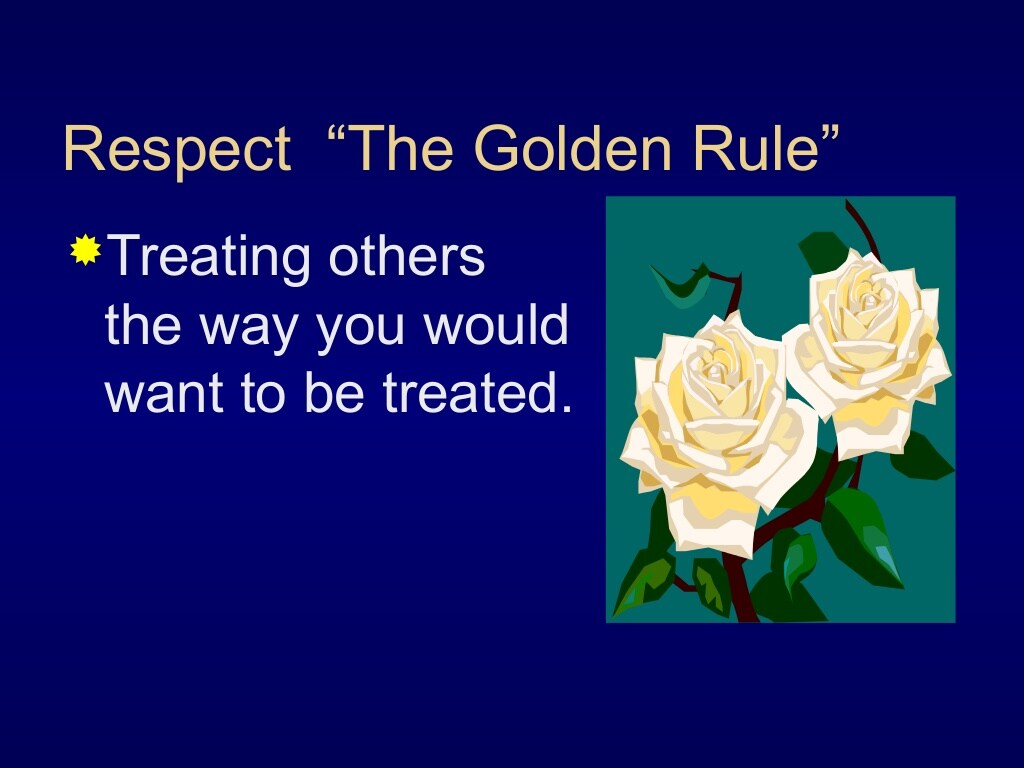 Respect  “The Golden Rule”
Treating others
the way you would
want to be treated.